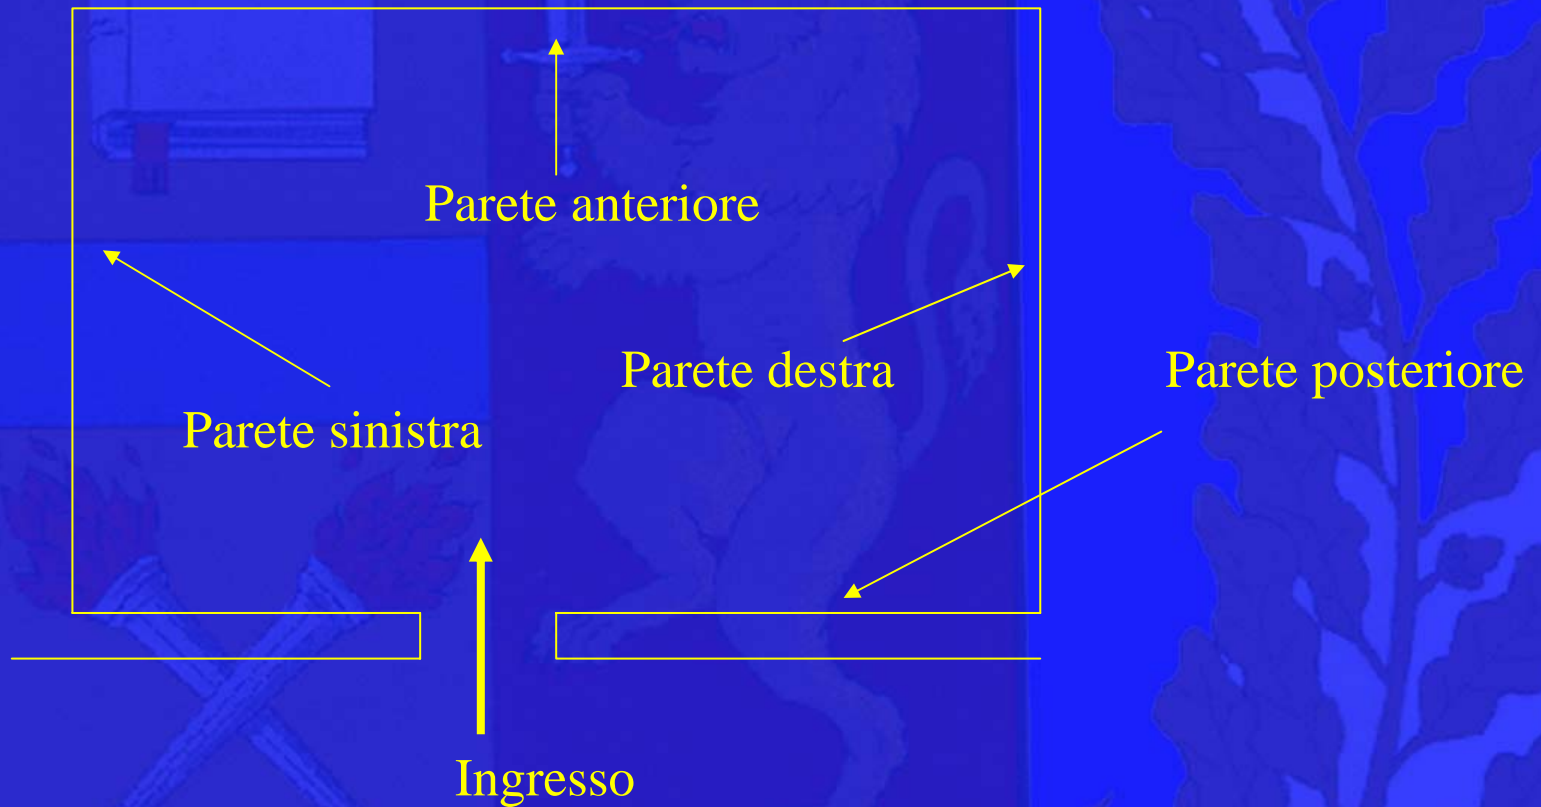 Parete anteriore
Parete destra
Parete posteriore
Parete sinistra
Ingresso